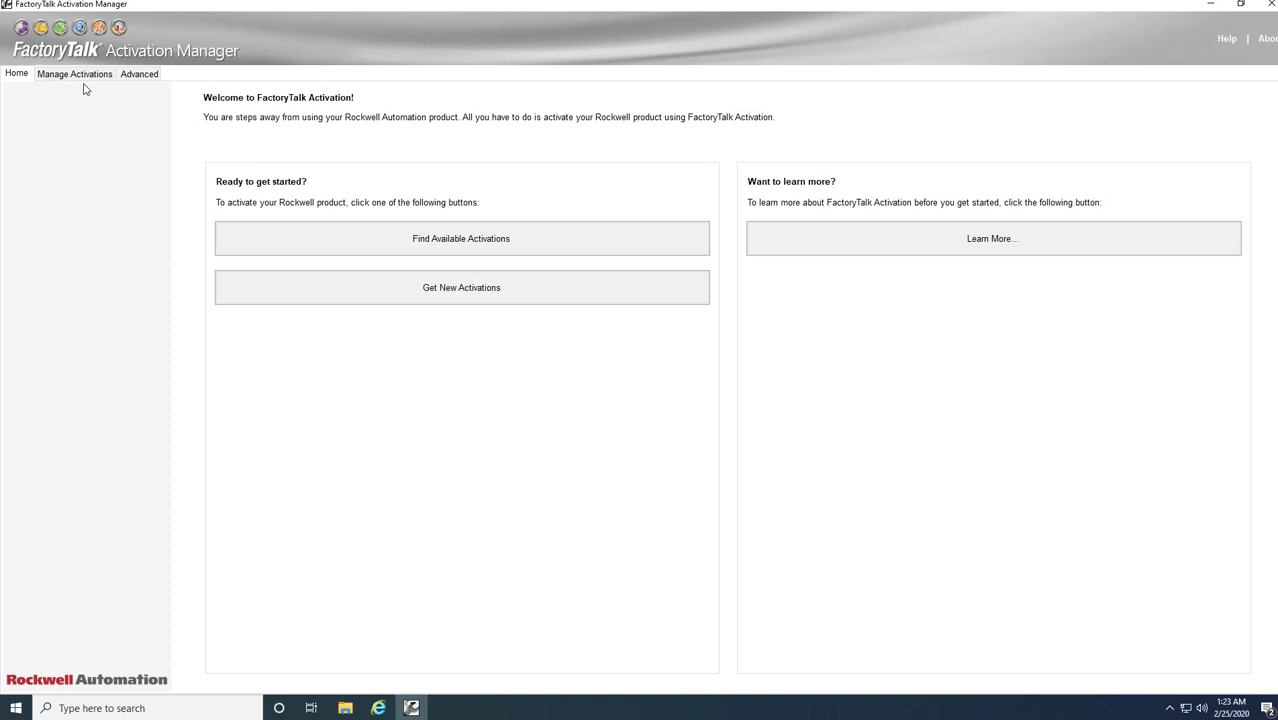 FactoryTalk Activation Manager
FactoryTalk Activation Manager
Help | Abou
Home Manage Activations Advanced
Welcome to FactoryTalk Activation!
You are steps away from using your Rockwell Automation product. All you have to do is activate your Rockwell product using FactoryTalk Activation.
Ready to get started?
To activate your Rockwell product, click one of the following buttons:
Find Available Activations
Get New Activations
Want to learn more?
To learn more about FactoryTalk Activation before you get started, click the following button:
Learn More...
Rockwell Automation
Type here to search
1:23 AM
2/25/2020
2